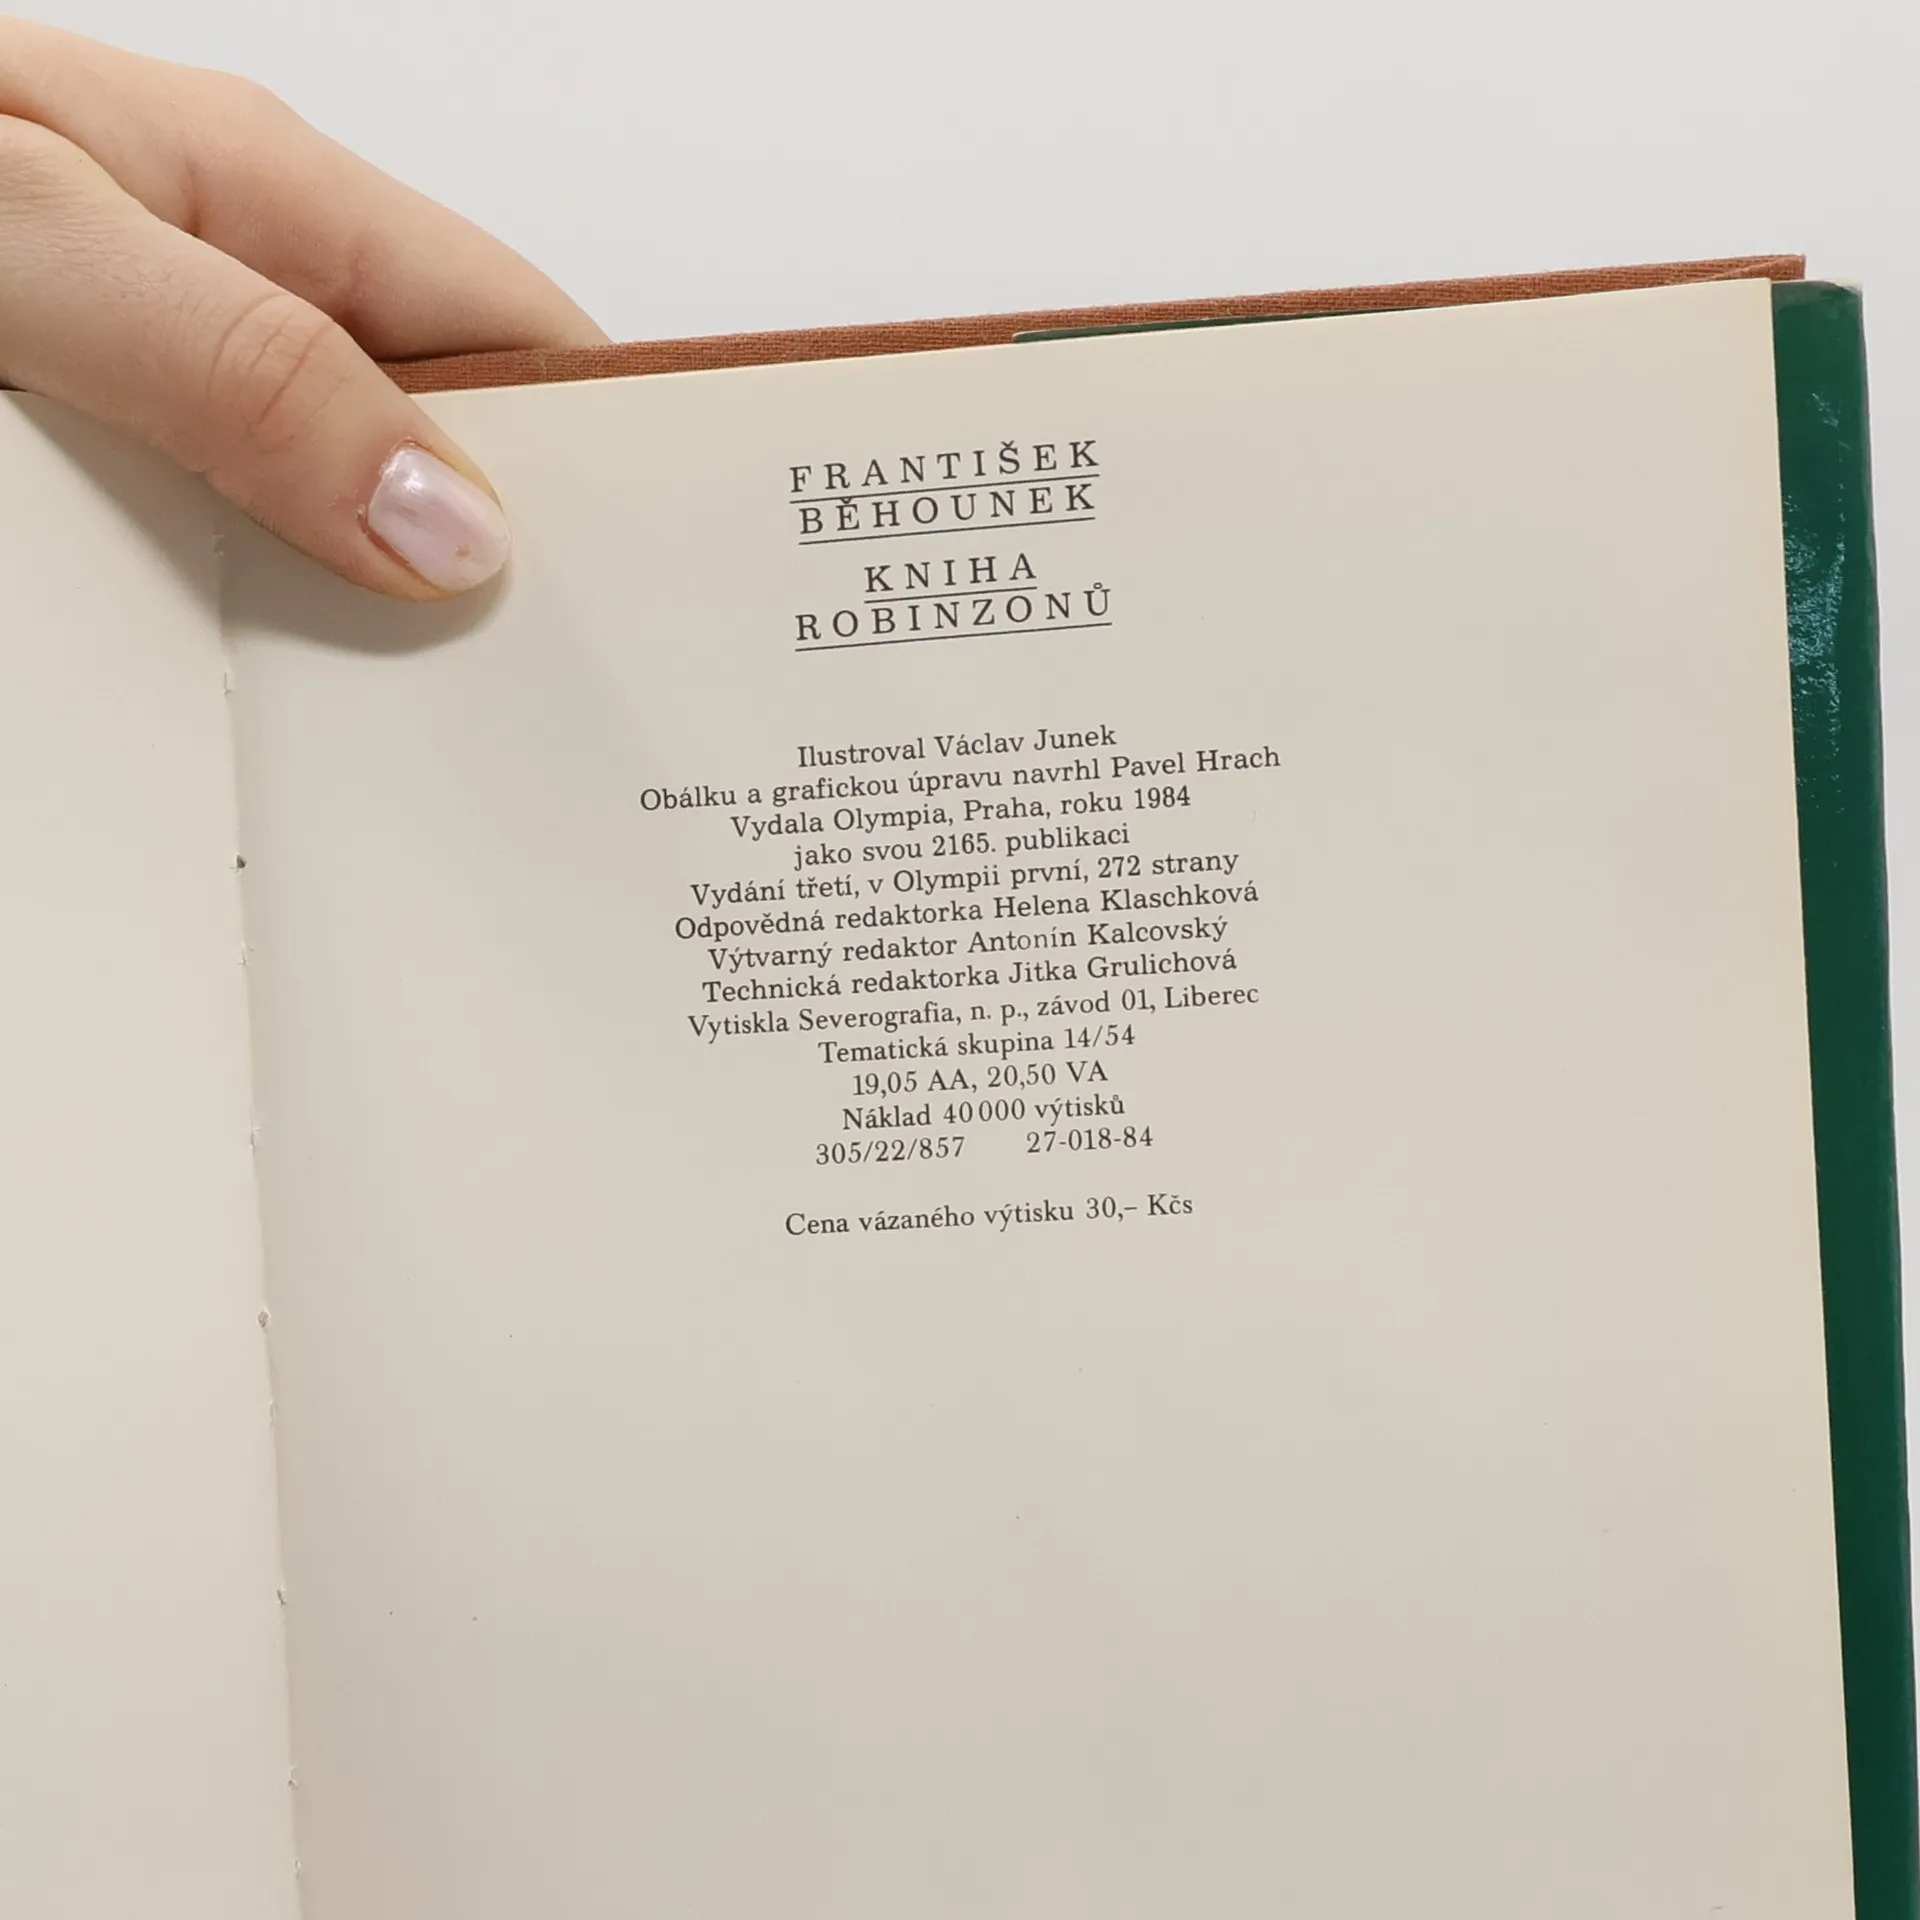 FRANTIŠEK
BĚHOUNEK
KNIHA
ROBINZONŮ
Ilustroval Václav Junek
Obálku a grafickou úpravu navrhl Pavel Hrach
Vydala Olympia, Praha, roku 1984
jako svou 2165. publikaci
Vydání třetí, v Olympii první, 272 strany
Odpovědná redaktorka Helena Klaschková
Výtvarný redaktor Antonín Kalcovský
Technická redaktorka Jitka Grulichová
Vytiskla Severografia, n. p., závod 01, Liberec
Tematická skupina 14/54
19,05 AA, 20,50 VA
Náklad 40 000 výtisků
305/22/857 27-018-84
Cena vázaného výtisku 30,– Kčs